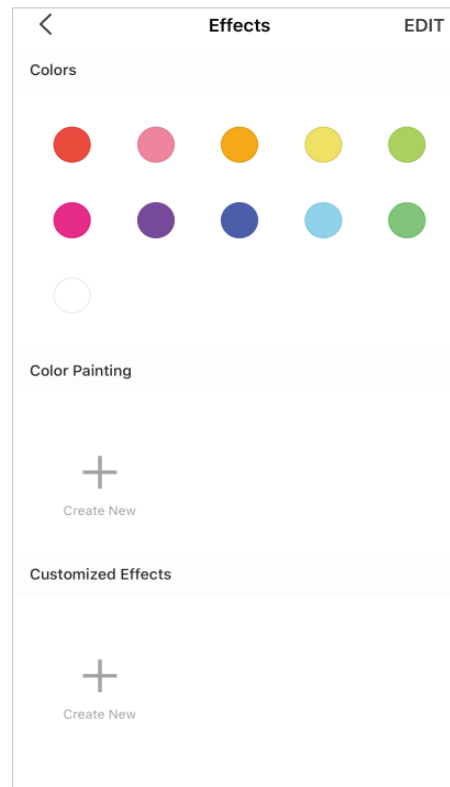 Effects EDIT
Colors
Color Painting
Create New
Customized Effects
Create New